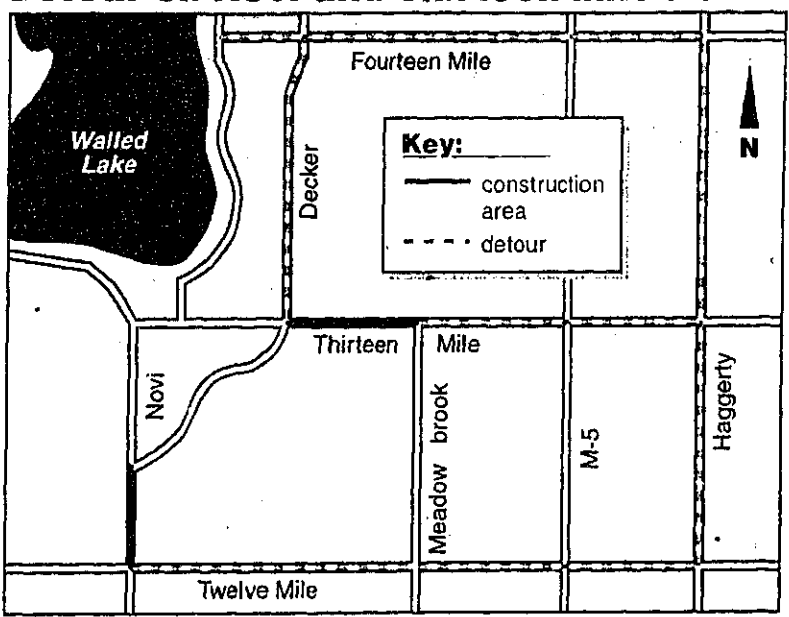 Fourteen Mile
Walled
Lake
Key:
construction
area
detour
N
Decker
Thirteen Mile
Novi
Meadow brook
M-5
Haggerty
Twelve Mile